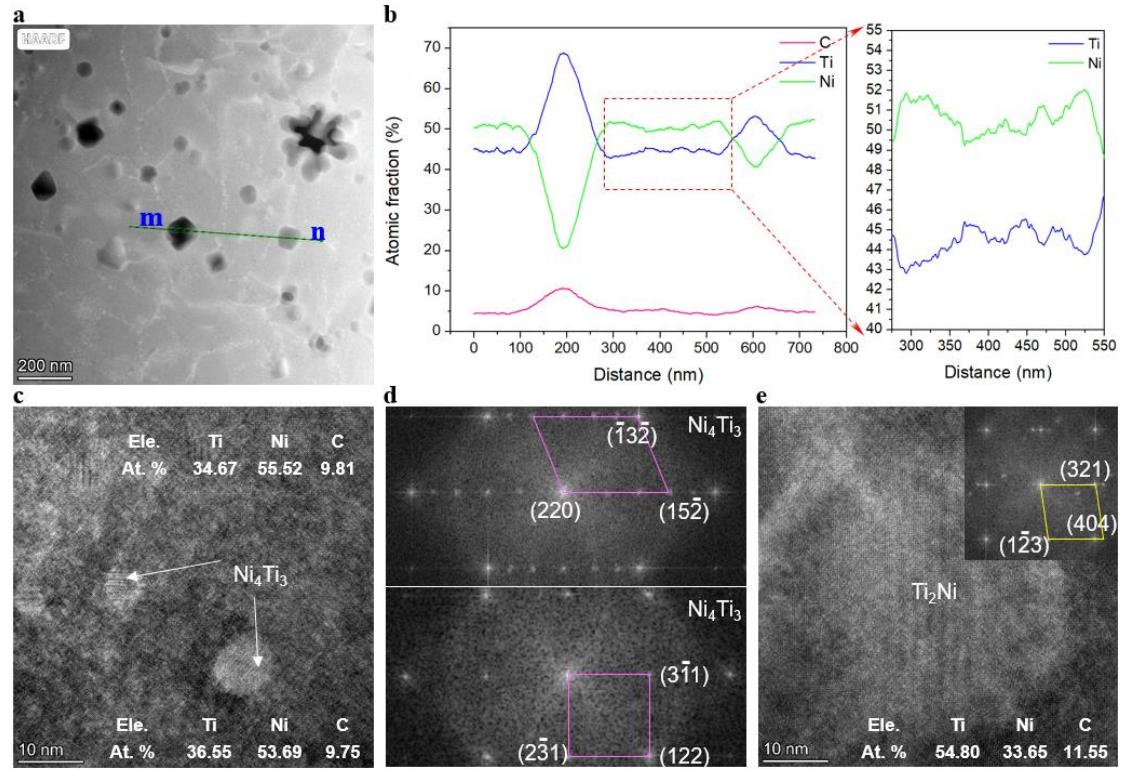 a
HAADF
m
n
200 nm
b
70
60
50
40
30
20
10
0
Atomic fraction (%)
0 100 200 300 400 500 600 700 800
Distance (nm)
C
Ti
Ni
55
54
53
52
51
50
49
48
47
46
45
44
43
42
41
40
275 300 350 400 450 500 550
Distance (nm)
Ti
Ni
c
Ele. Ti Ni C
At. % 34.67 55.52 9.81
Ni₄Ti₃
Ele. Ti Ni C
At. % 36.55 53.69 9.75
10 nm
d
Ni₄Ti₃
(1̄32̄)
(220)
(152̄)
Ni₄Ti₃
(31̄1)
(23̄1)
(122)
e
(321)
(404)
(12̄3)
Ti₂Ni
Ele. Ti Ni C
At. % 54.80 33.65 11.55
10 nm